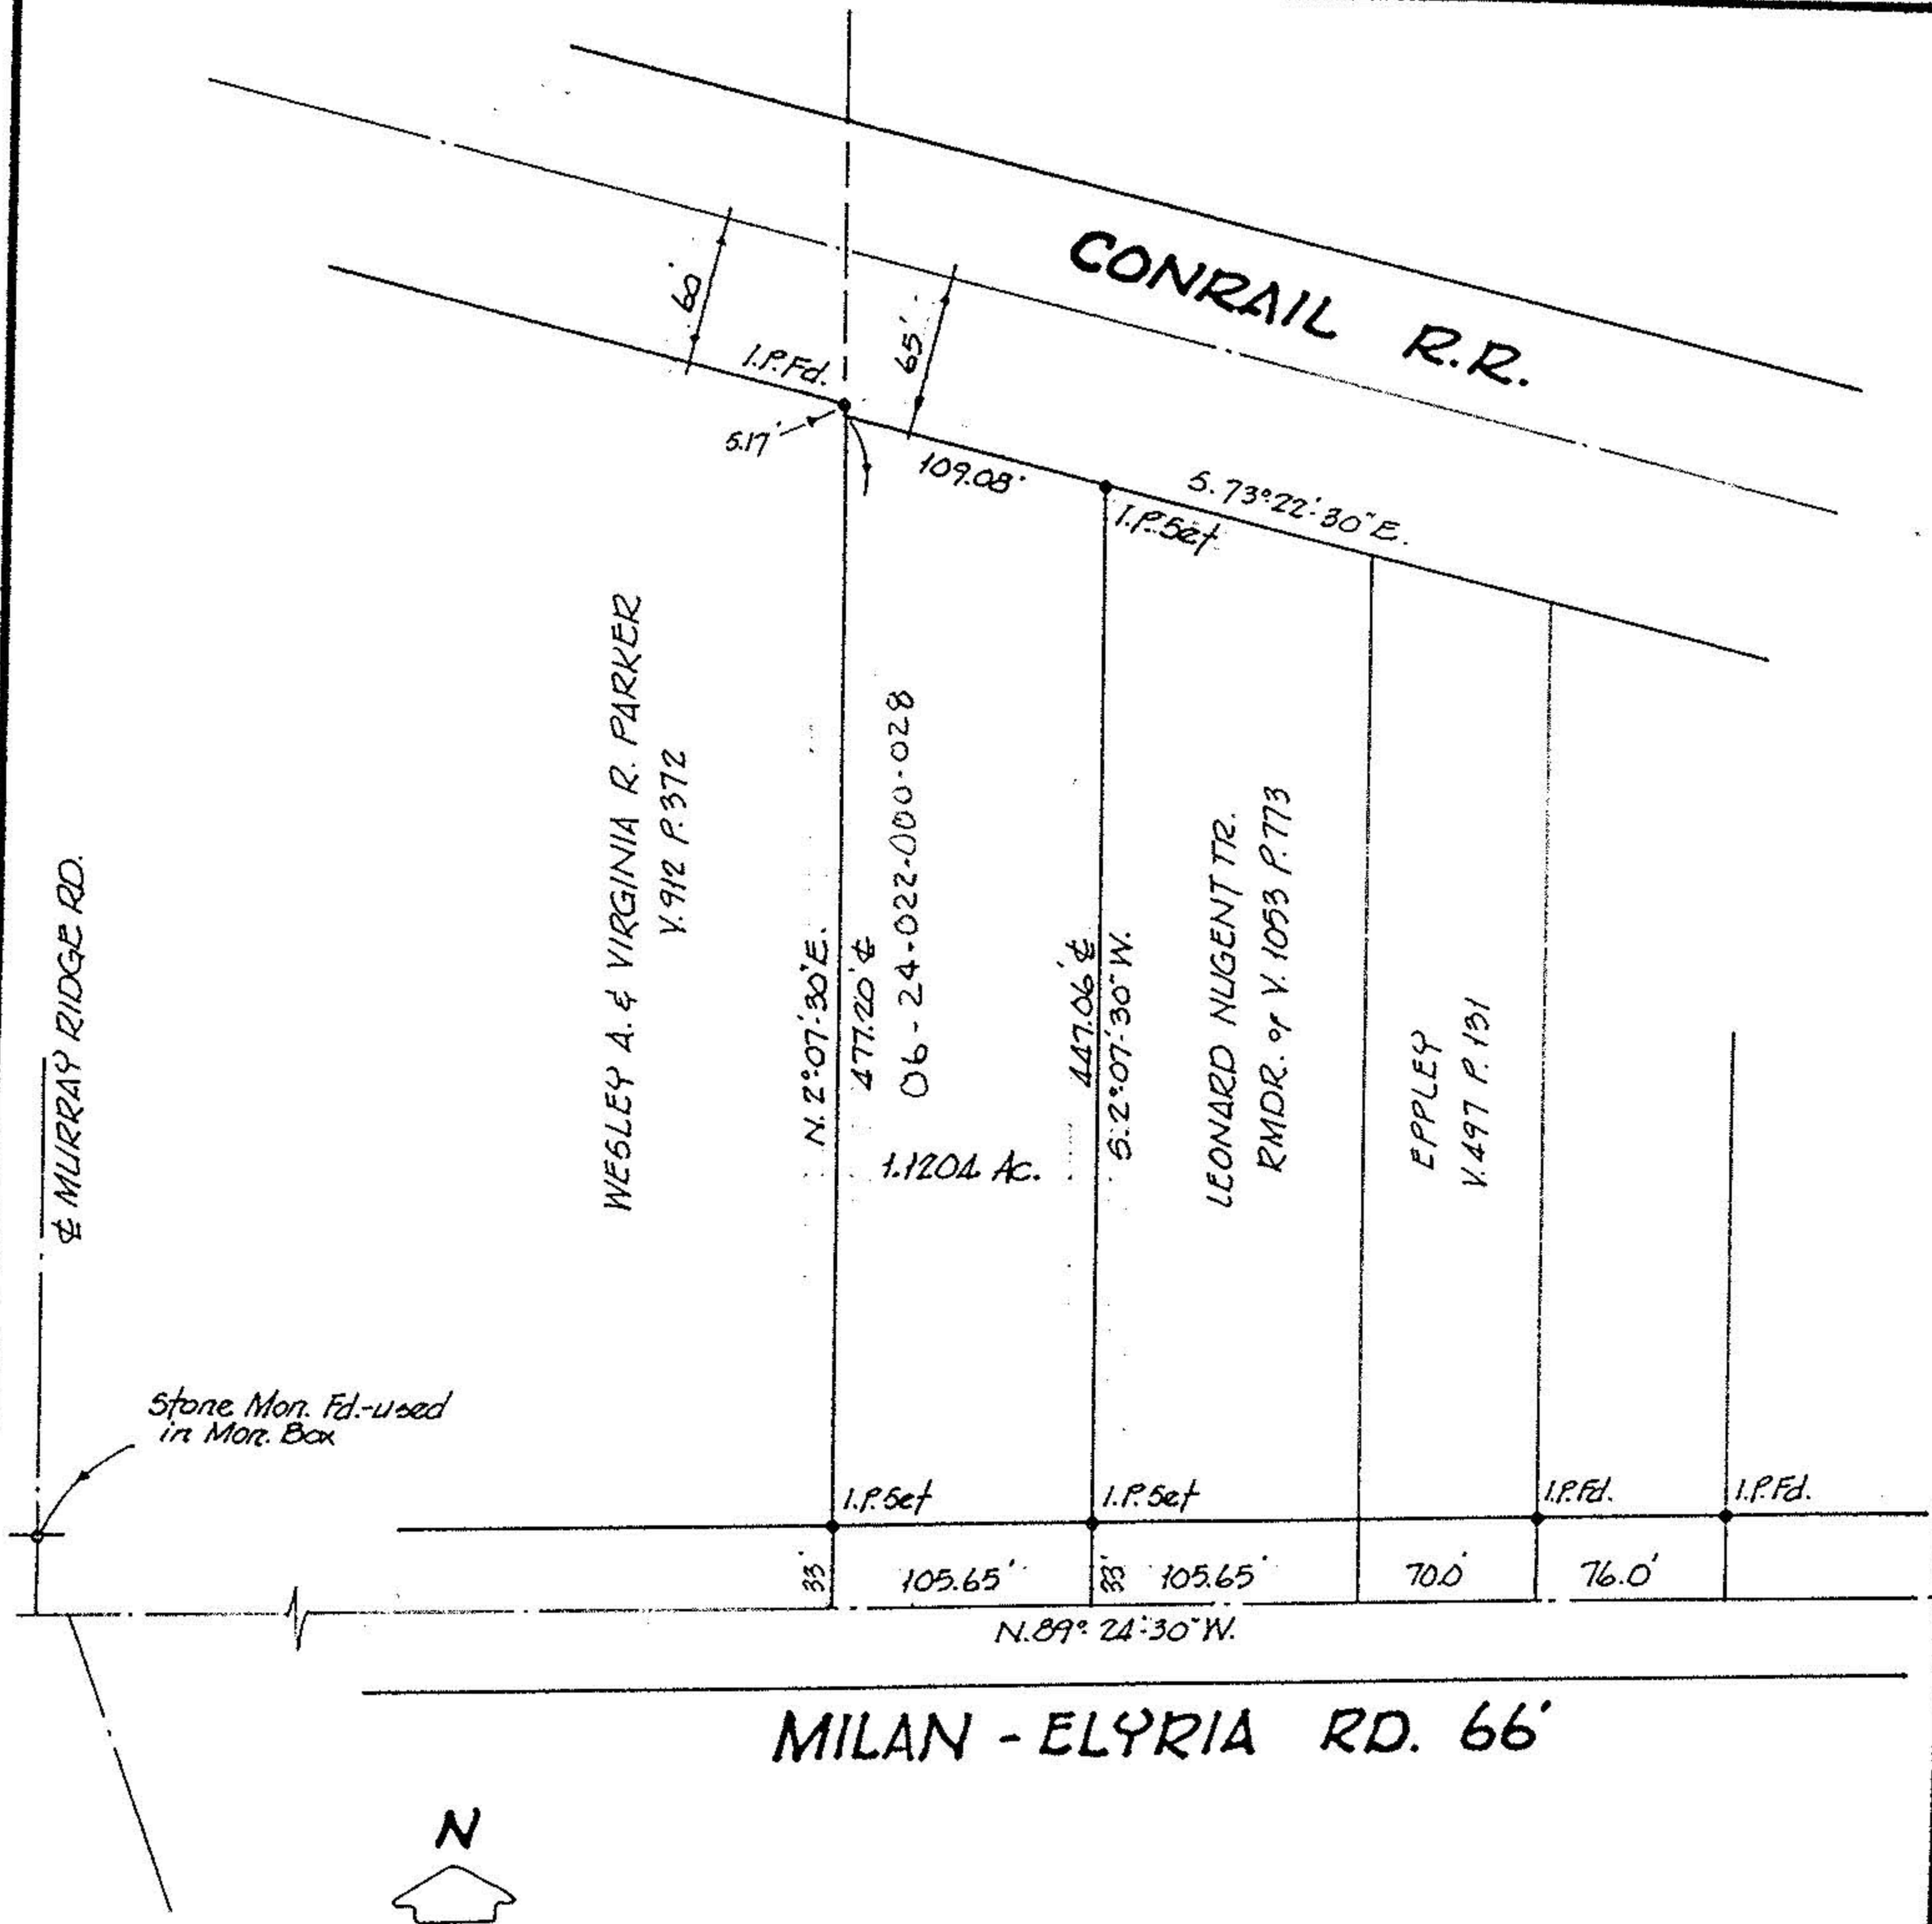 CONRAIL R.R.
60'
65'
I.P.Fd.
5.17'
109.08'
S.73°22'30"E.
I.P.Set
WESLEY A. & VIRGINIA R. PARKER
V.912 P.372
N.2°07'30"E.
477.20' ℄
06-24-022-000-028
1.1204 Ac.
447.06' ℄
S.2°07'30"W.
LEONARD NUGENT TR.
RMDR. of V.1053 P.773
EPPLEY
V.497 P.131
℄ MURRAY RIDGE RD.
Stone Mon. Fd.-used
in Mon. Box
I.P.Set
I.P.Set
I.P.Fd.
I.P.Fd.
33'
105.65'
33'
105.65'
70.0'
76.0'
N.89°24'30"W.
MILAN - ELYRIA RD. 66'
N